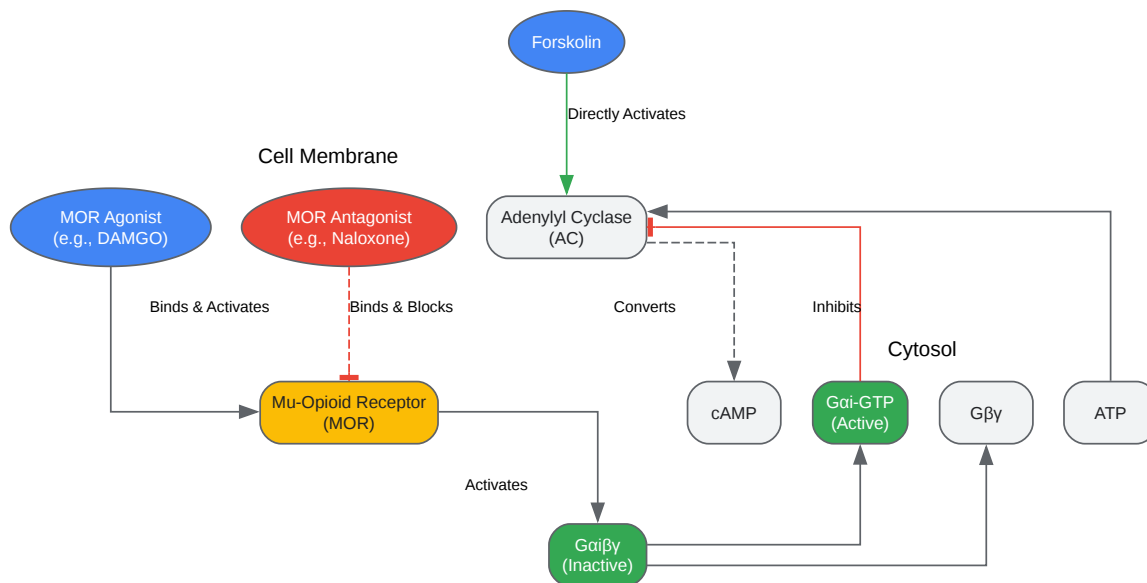 Forskolin
Directly Activates
Cell Membrane
MOR Agonist
(e.g., DAMGO)
MOR Antagonist
(e.g., Naloxone)
Adenylyl Cyclase
(AC)
Binds & Activates
Binds & Blocks
Converts
Inhibits
Cytosol
Mu-Opioid Receptor
(MOR)
cAMP
Gαi-GTP
(Active)
Gβγ
ATP
Activates
Gαiβγ
(Inactive)